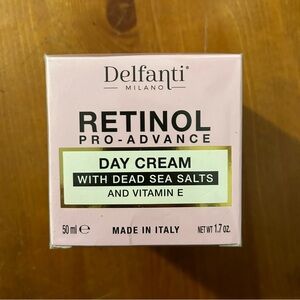 Delfanti®
MILANO
RETINOL
PRO-ADVANCE
DAY CREAM
WITH DEAD SEA SALTS
AND VITAMIN E
50 ml ℮ MADE IN ITALY NET WT 1.7 oz.